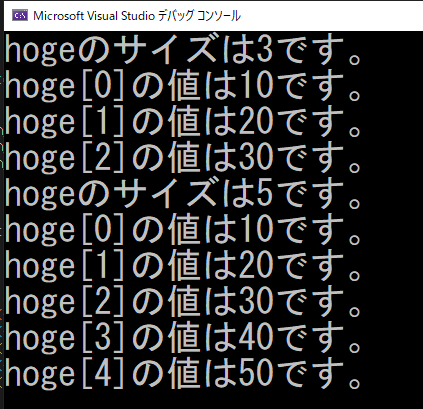 Microsoft Visual Studio デバッグ コンソール
hogeのサイズは3です。
hoge[0]の値は10です。
hoge[1]の値は20です。
hoge[2]の値は30です。
hogeのサイズは5です。
hoge[0]の値は10です。
hoge[1]の値は20です。
hoge[2]の値は30です。
hoge[3]の値は40です。
hoge[4]の値は50です。